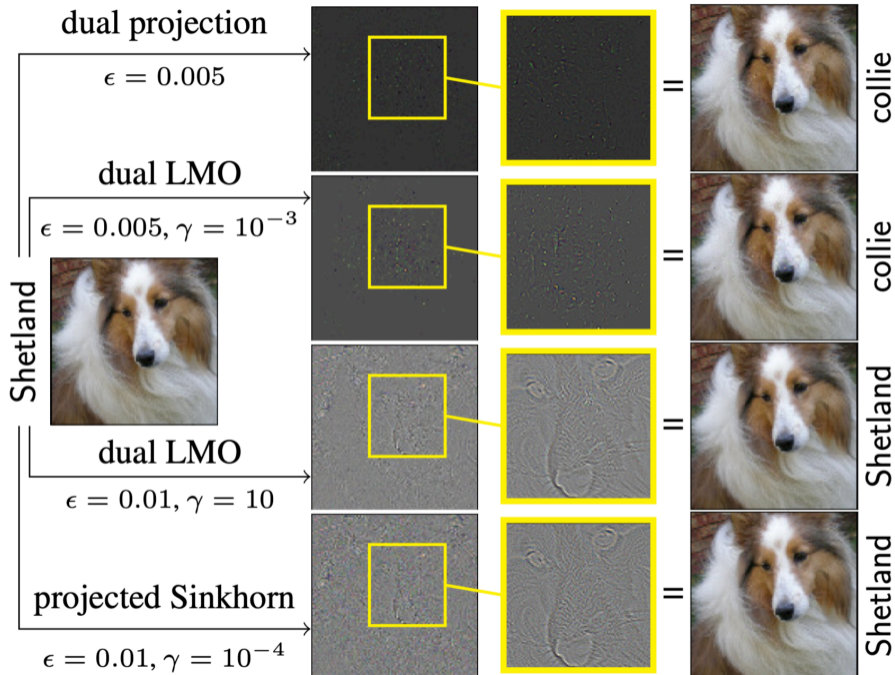 dual projection
ϵ = 0.005
=
collie
dual LMO
ϵ = 0.005, γ = 10⁻³
=
collie
Shetland
dual LMO
ϵ = 0.01, γ = 10
=
Shetland
projected Sinkhorn
ϵ = 0.01, γ = 10⁻⁴
=
Shetland